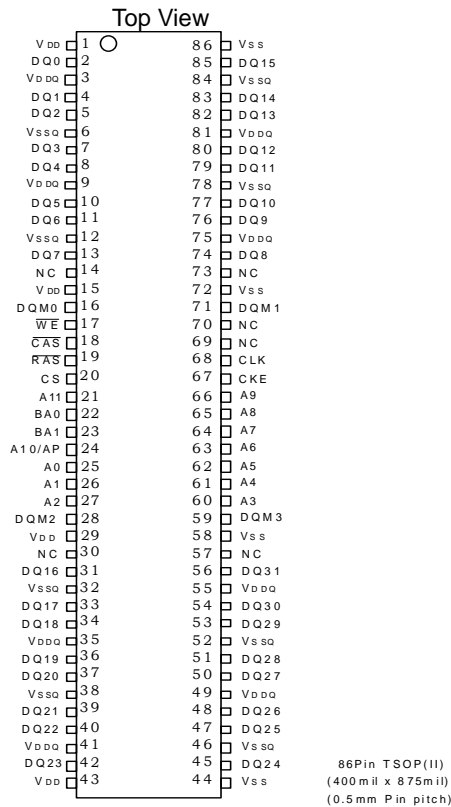 Top View
VDD 1 86 VSS
DQ0 2 85 DQ15
VDDQ 3 84 VSSQ
DQ1 4 83 DQ14
DQ2 5 82 DQ13
VSSQ 6 81 VDDQ
DQ3 7 80 DQ12
DQ4 8 79 DQ11
VDDQ 9 78 VSSQ
DQ5 10 77 DQ10
DQ6 11 76 DQ9
VSSQ 12 75 VDDQ
DQ7 13 74 DQ8
NC 14 73 NC
VDD 15 72 VSS
DQM0 16 71 DQM1
WE 17 70 NC
CAS 18 69 NC
RAS 19 68 CLK
CS 20 67 CKE
A11 21 66 A9
BA0 22 65 A8
BA1 23 64 A7
A10/AP 24 63 A6
A0 25 62 A5
A1 26 61 A4
A2 27 60 A3
DQM2 28 59 DQM3
VDD 29 58 VSS
NC 30 57 NC
DQ16 31 56 DQ31
VSSQ 32 55 VDDQ
DQ17 33 54 DQ30
DQ18 34 53 DQ29
VDDQ 35 52 VSSQ
DQ19 36 51 DQ28
DQ20 37 50 DQ27
VSSQ 38 49 VDDQ
DQ21 39 48 DQ26
DQ22 40 47 DQ25
VDDQ 41 46 VSSQ
DQ23 42 45 DQ24
VDD 43 44 VSS
86Pin TSOP(II)
(400mil x 875mil)
(0.5mm Pin pitch)